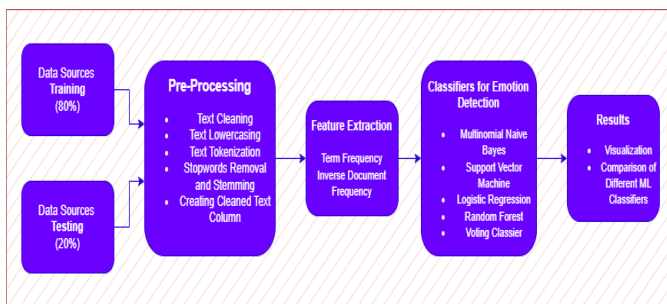 Data Sources
Training
(80%)
Data Sources
Testing
(20%)
Pre-Processing
Text Cleaning
Text Lowercasing
Text Tokenization
Stopwords Removal
and Stemming
Creating Cleaned Text
Column
Feature Extraction
Term Frequency
Inverse Document
Frequency
Classifiers for Emotion
Detection
Multinomial Naive
Bayes
Support Vector
Machine
Logistic Regression
Random Forest
Voting Classier
Results
Visualization
Comparison of
Different ML
Classifiers